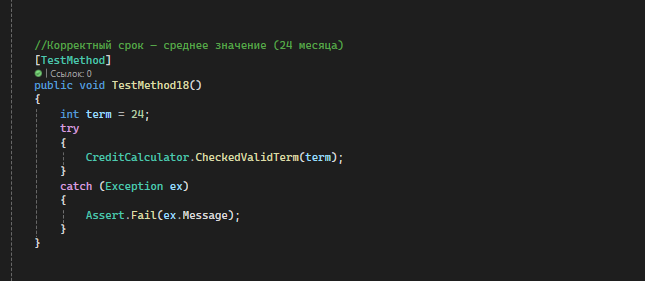 //Корректный срок — среднее значение (24 месяца)
[TestMethod]
| Ссылок: 0
public void TestMethod18()
{
int term = 24;
try
{
CreditCalculator.CheckedValidTerm(term);
}
catch (Exception ex)
{
Assert.Fail(ex.Message);
}
}